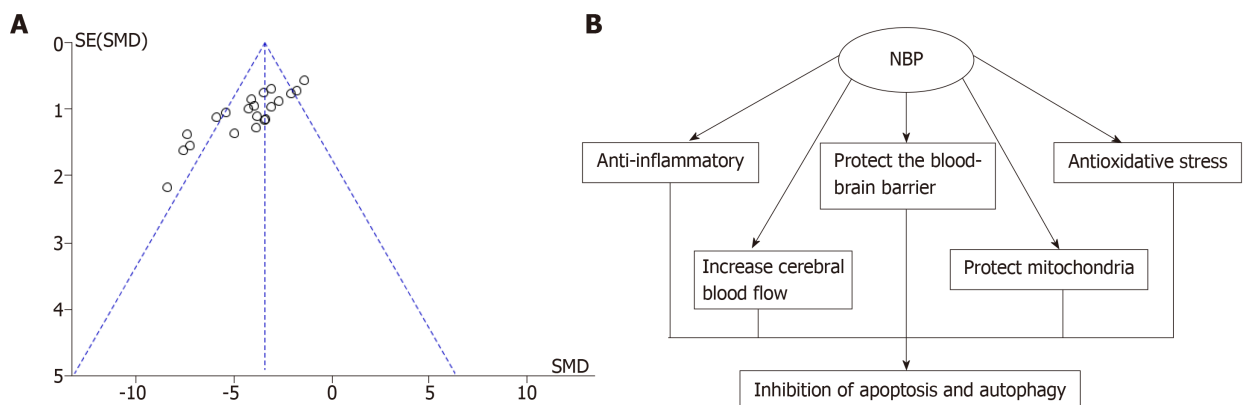 A
SE(SMD)
0
1
2
3
4
5
-10
-5
0
5
10
SMD
B
NBP
Anti-inflammatory
Protect the blood-
brain barrier
Antioxidative stress
Increase cerebral
blood flow
Protect mitochondria
Inhibition of apoptosis and autophagy